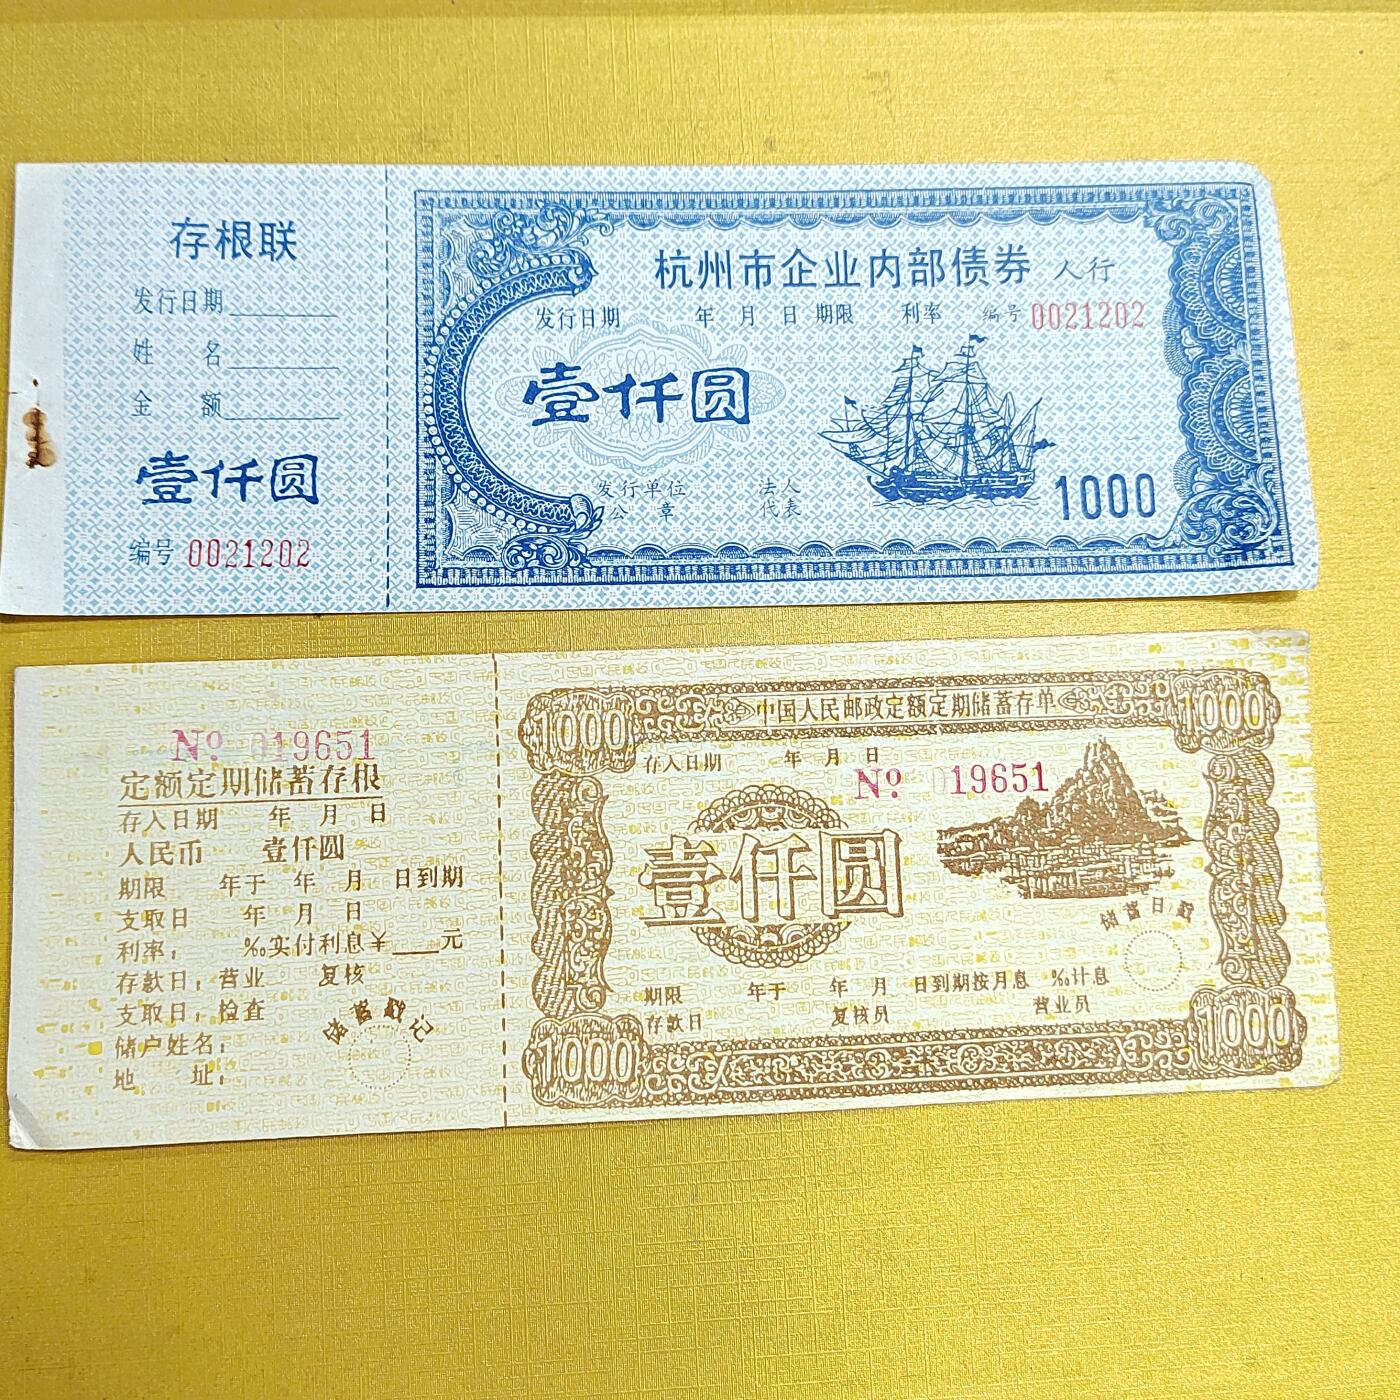 存根联
发行日期
姓 名
金 额
壹仟圆
编号 0021202
杭州市企业内部债券 人行
发行日期 年 月 日 期限 利率 编号 0021202
壹仟圆
发行单位 法人
公 章 代表
1000
No 019651
定额定期储蓄存根
存入日期 年 月 日
人民币 壹仟圆
期限 年于 年 月 日到期
支取日 年 月 日
利率: ‰实付利息¥ 元
存款日:营业 复核
支取日:检查
储蓄戳记
储户姓名:
地 址:
1000 中国人民邮政定额定期储蓄存单 1000
存入日期 年 月 日
No 019651
壹仟圆
储蓄日戳
期限 年于 年 月 日到期按月息 ‰计息
存款日 复核员 营业员
1000 1000